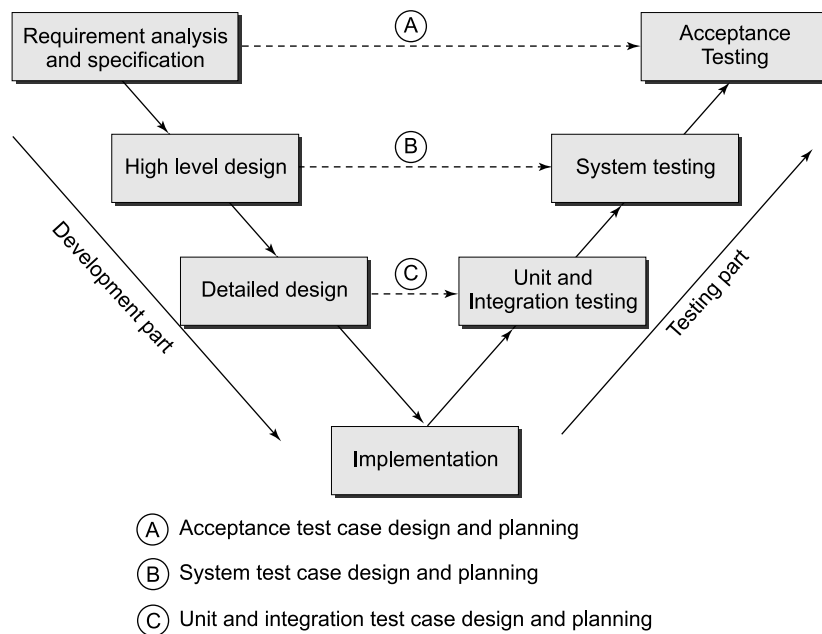 Requirement analysis
and specification
A
Acceptance
Testing
High level design
B
System testing
Development part
Detailed design
C
Unit and
Integration testing
Testing part
Implementation
A Acceptance test case design and planning
B System test case design and planning
C Unit and integration test case design and planning